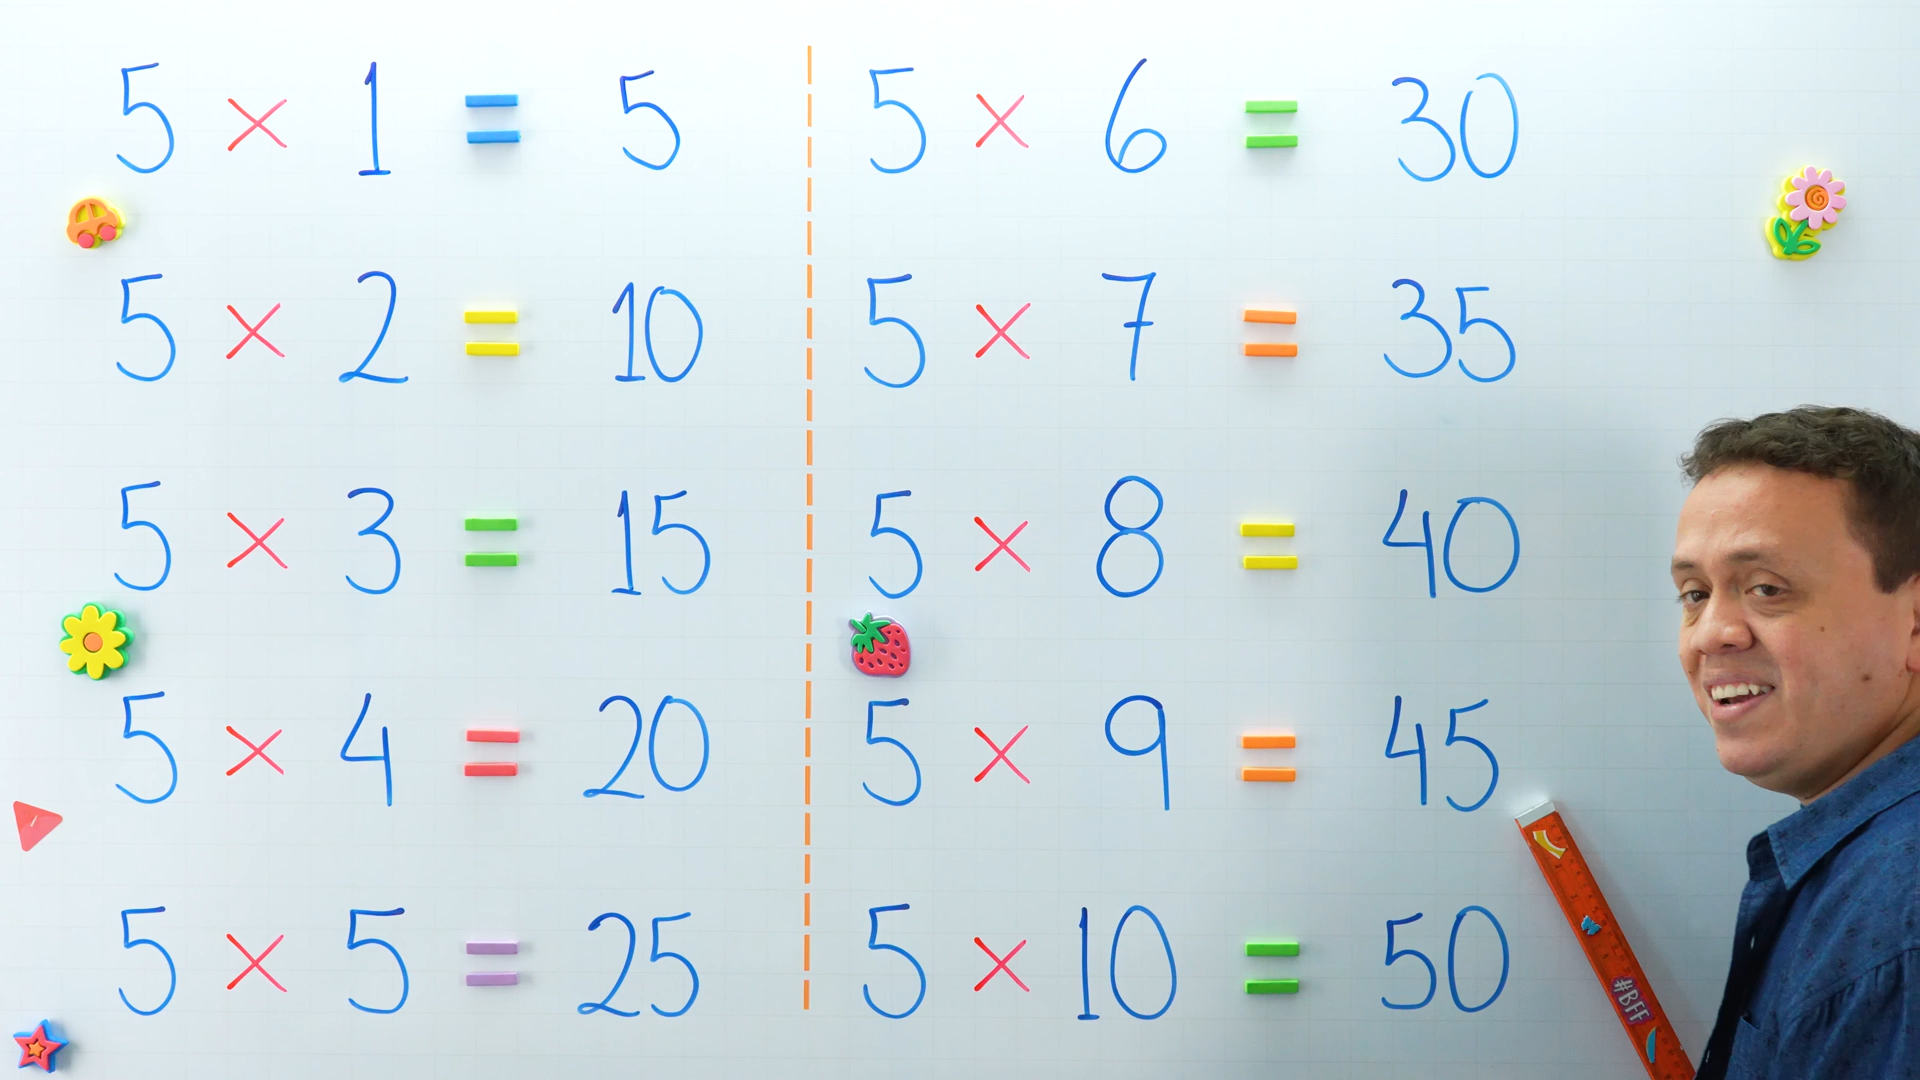 5 × 1 = 5
5 × 2 = 10
5 × 3 = 15
5 × 4 = 20
5 × 5 = 25
5 × 6 = 30
5 × 7 = 35
5 × 8 = 40
5 × 9 = 45
5 × 10 = 50
#BFF